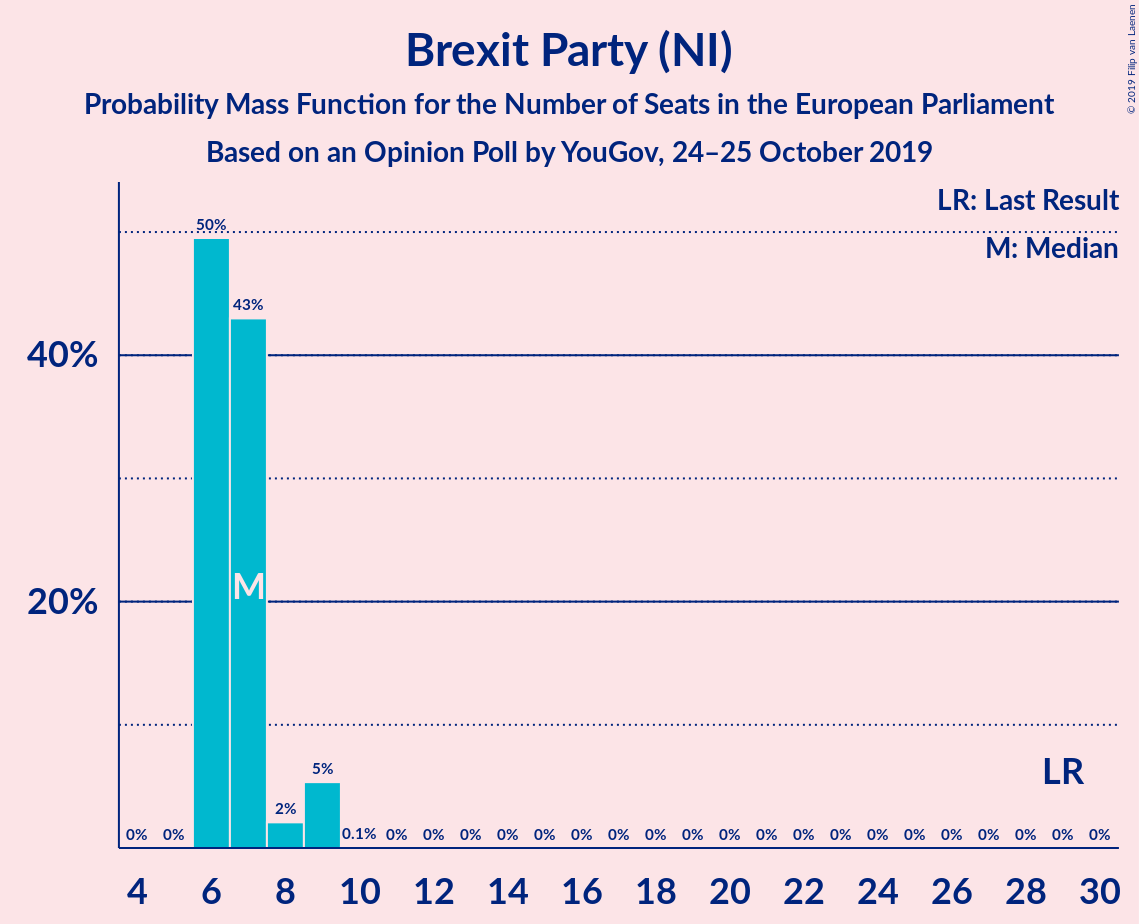 Brexit Party (NI)
Probability Mass Function for the Number of Seats in the European Parliament
Based on an Opinion Poll by YouGov, 24–25 October 2019
© 2019 Filip van Laenen
LR: Last Result
M: Median
50%
43%
40%
M
20%
LR
5%
2%
0% 0% 0.1% 0% 0% 0% 0% 0% 0% 0% 0% 0% 0% 0% 0% 0% 0% 0% 0% 0% 0% 0% 0%
4 6 8 10 12 14 16 18 20 22 24 26 28 30